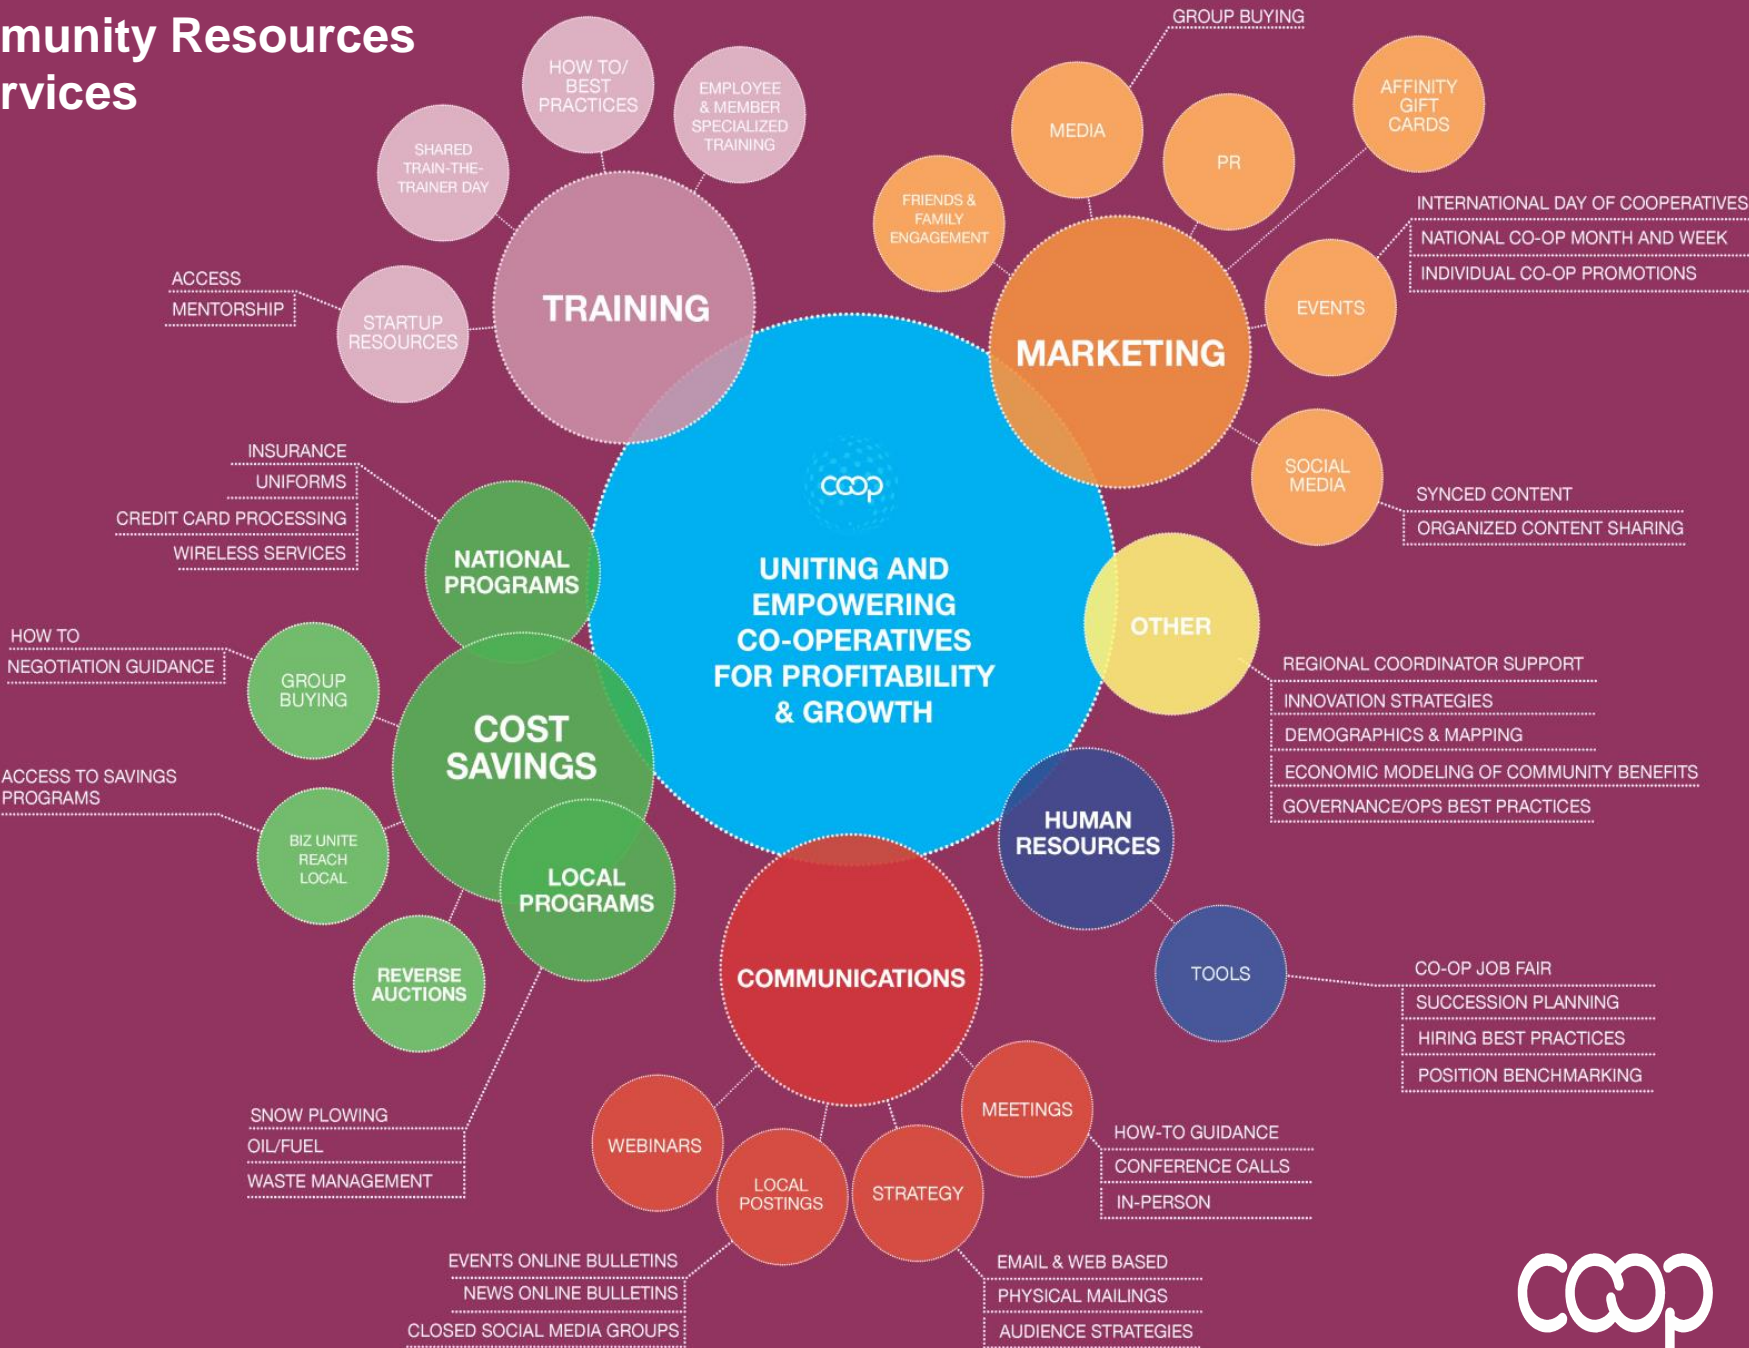 munity Resources
rvices
HOW TO/
BEST
PRACTICES
EMPLOYEE
& MEMBER
SPECIALIZED
TRAINING
SHARED
TRAIN-THE-
TRAINER DAY
ACCESS
MENTORSHIP
STARTUP
RESOURCES
TRAINING
GROUP BUYING
MEDIA
PR
AFFINITY
GIFT
CARDS
FRIENDS &
FAMILY
ENGAGEMENT
INTERNATIONAL DAY OF COOPERATIVES
NATIONAL CO-OP MONTH AND WEEK
INDIVIDUAL CO-OP PROMOTIONS
EVENTS
MARKETING
SOCIAL
MEDIA
SYNCED CONTENT
ORGANIZED CONTENT SHARING
coop
UNITING AND
EMPOWERING
CO-OPERATIVES
FOR PROFITABILITY
& GROWTH
INSURANCE
UNIFORMS
CREDIT CARD PROCESSING
WIRELESS SERVICES
NATIONAL
PROGRAMS
HOW TO
NEGOTIATION GUIDANCE
GROUP
BUYING
COST
SAVINGS
ACCESS TO SAVINGS
PROGRAMS
BIZ UNITE
REACH
LOCAL
LOCAL
PROGRAMS
REVERSE
AUCTIONS
SNOW PLOWING
OIL/FUEL
WASTE MANAGEMENT
OTHER
REGIONAL COORDINATOR SUPPORT
INNOVATION STRATEGIES
DEMOGRAPHICS & MAPPING
ECONOMIC MODELING OF COMMUNITY BENEFITS
GOVERNANCE/OPS BEST PRACTICES
HUMAN
RESOURCES
TOOLS
CO-OP JOB FAIR
SUCCESSION PLANNING
HIRING BEST PRACTICES
POSITION BENCHMARKING
COMMUNICATIONS
WEBINARS
LOCAL
POSTINGS
STRATEGY
MEETINGS
HOW-TO GUIDANCE
CONFERENCE CALLS
IN-PERSON
EVENTS ONLINE BULLETINS
NEWS ONLINE BULLETINS
CLOSED SOCIAL MEDIA GROUPS
EMAIL & WEB BASED
PHYSICAL MAILINGS
AUDIENCE STRATEGIES
coop